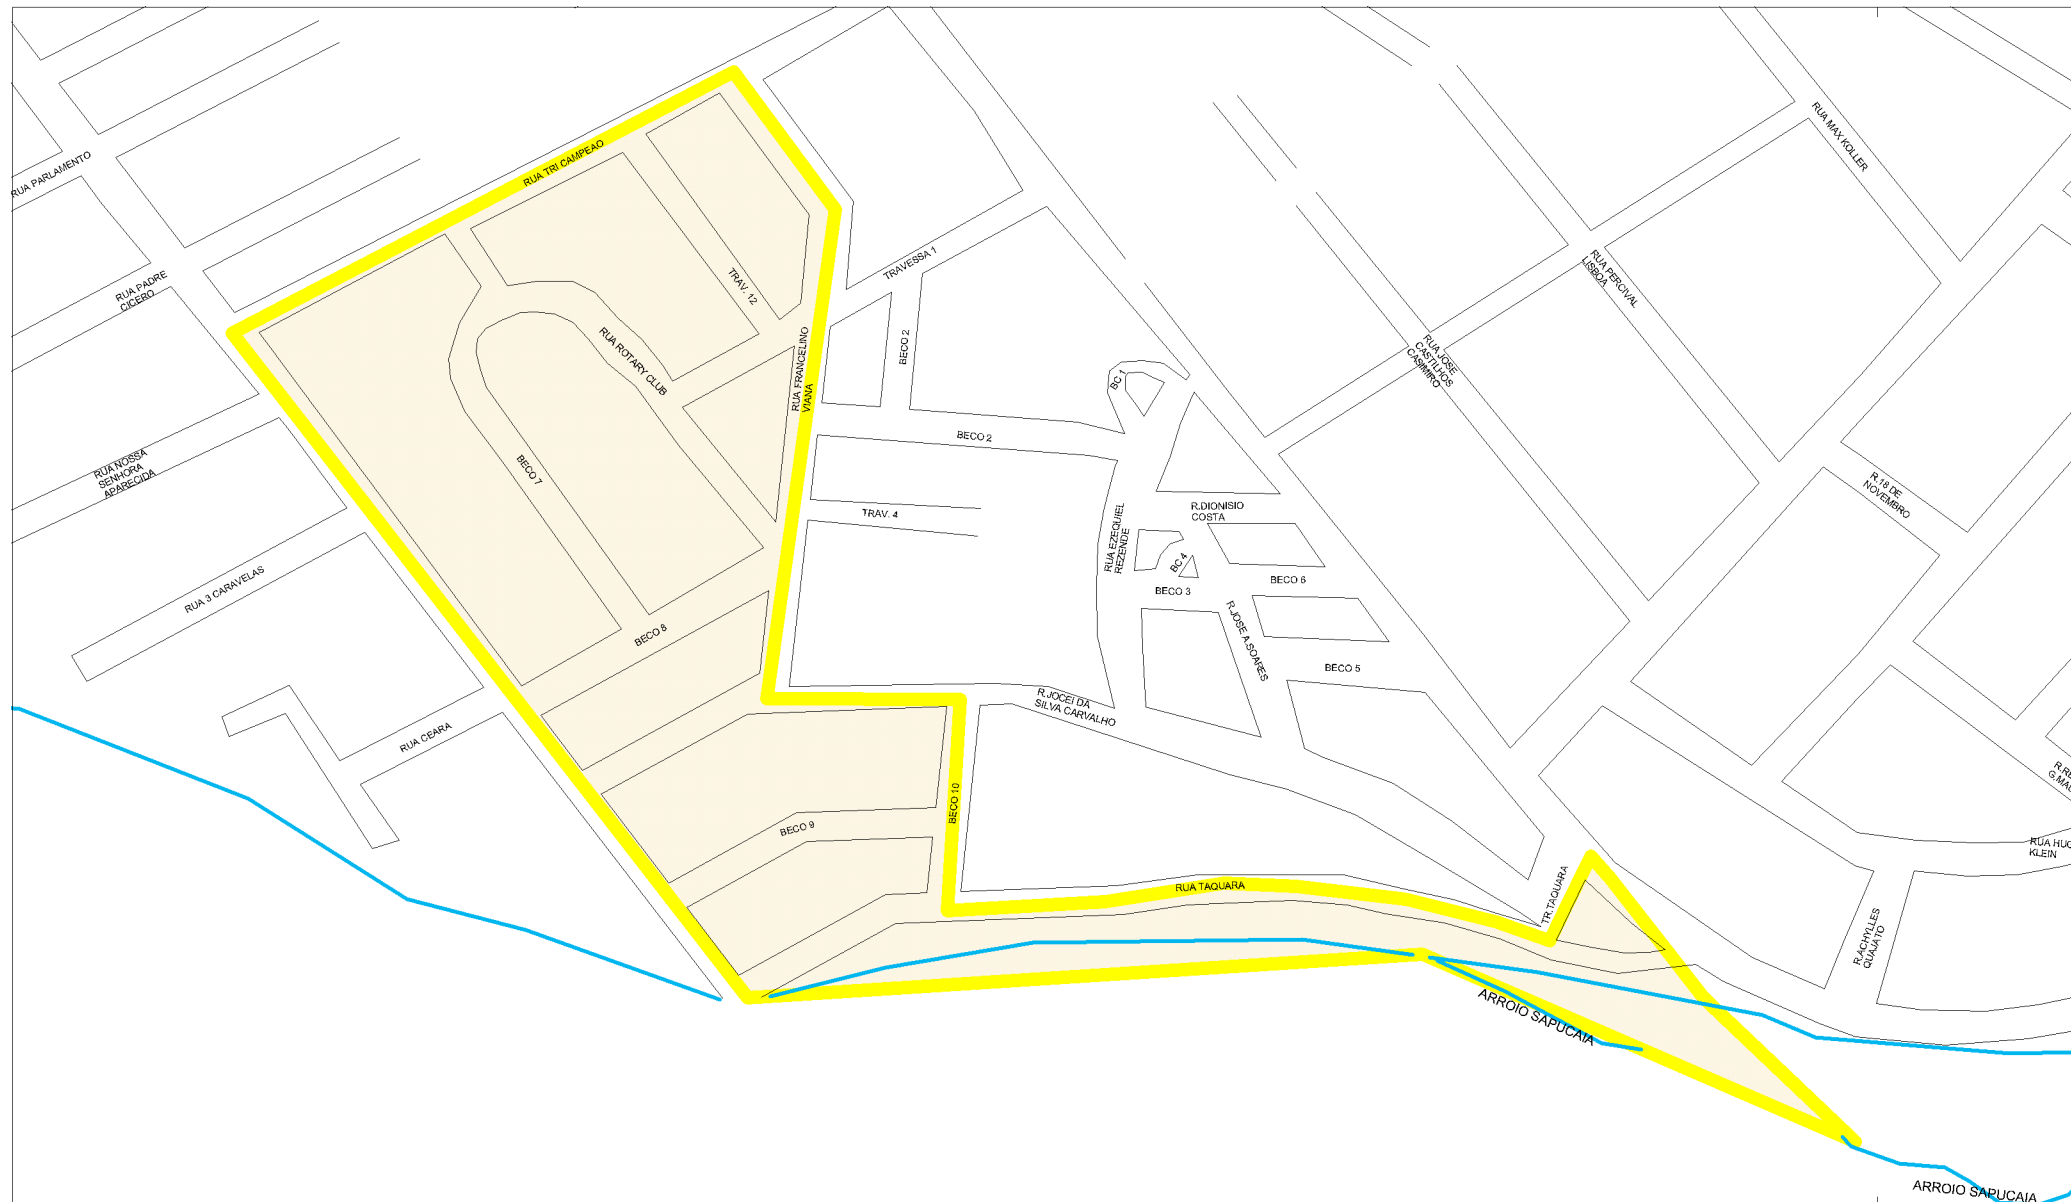 RUA PARLAMENTO
RUA TRI CAMPEAO
RUA MAX KOLLER
RUA PADRE
CICERO
TRAV. 12
TRAVESSA 1
RUA PERCIVAL
LISBOA
RUA ROTARY CLUB
RUA FRANCELINO
VIANA
BECO 2
RUA JOSE
CASTILHOS
CASIMIRO
BC 1
BECO 2
RUA NOSSA
SENHORA
APARECIDA
BECO 7
R.18 DE
NOVEMBRO
TRAV. 4
R.DIONISIO
COSTA
RUA EZEQUIEL
REZENDE
BC 4
BECO 3
BECO 6
RUA 3 CARAVELAS
BECO 8
R.JOSE A.SOARES
BECO 5
R.JOCEI DA
SILVA CARVALHO
RUA CEARA
BECO 10
BECO 9
KLEIN
RUA TAQUARA
TR.TAQUARA
R.ACHYLLES
QUAJATO
ARROIO SAPUCAIA
ARROIO SAPUCAIA